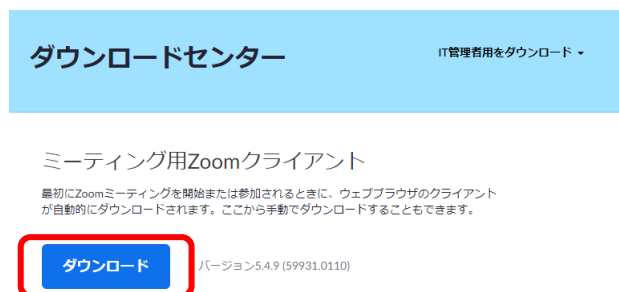 ダウンロードセンター
IT管理者用をダウンロード
ミーティング用Zoomクライアント
最初にZoomミーティングを開始または参加されるときに、ウェブブラウザのクライアント
が自動的にダウンロードされます。ここから手動でダウンロードすることもできます。
ダウンロード
バージョン5.4.9 (59931.0110)